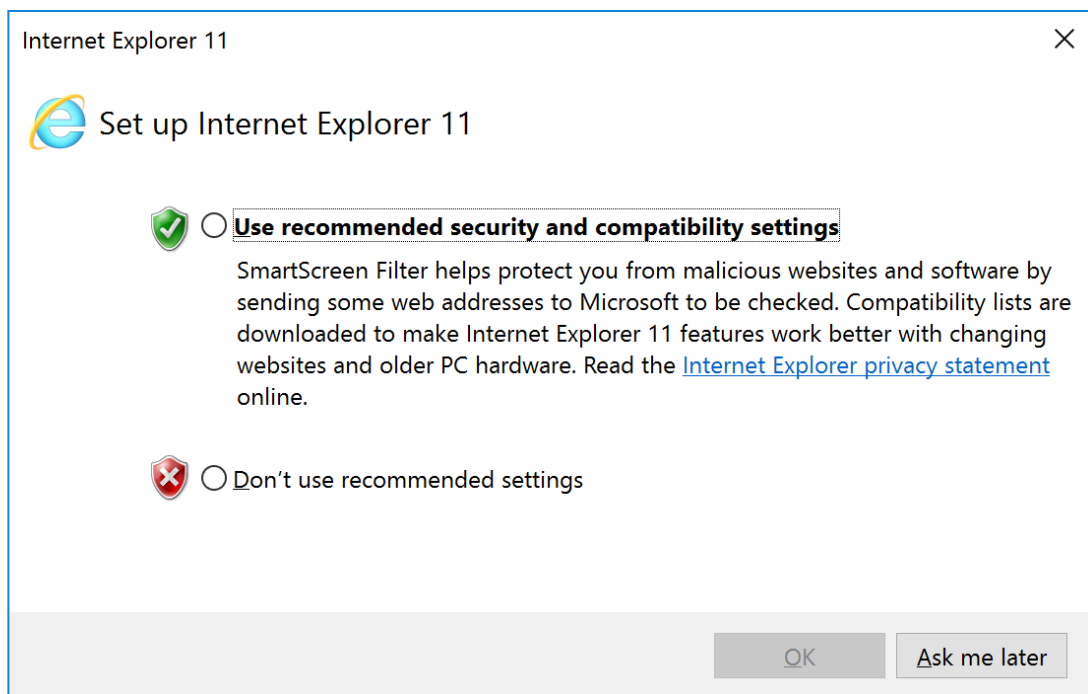 Internet Explorer 11
Set up Internet Explorer 11
Use recommended security and compatibility settings
SmartScreen Filter helps protect you from malicious websites and software by
sending some web addresses to Microsoft to be checked. Compatibility lists are
downloaded to make Internet Explorer 11 features work better with changing
websites and older PC hardware. Read the Internet Explorer privacy statement
online.
Don't use recommended settings
OK
Ask me later